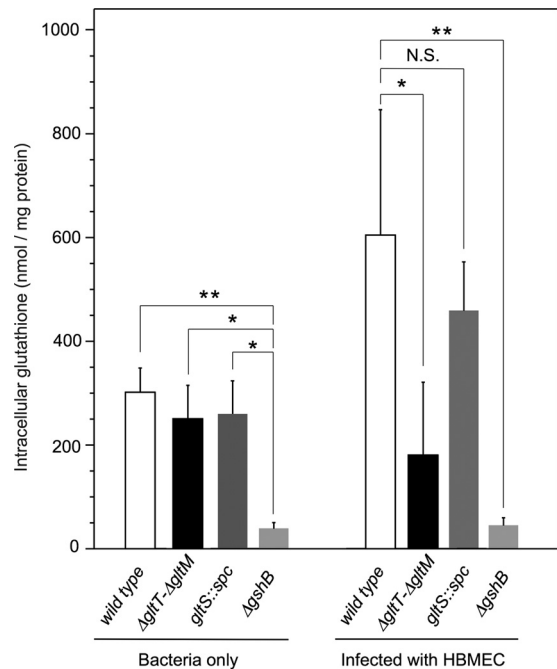 Intracellular glutathione (nmol / mg protein)
1000
800
600
400
200
0
**
*
*
**
N.S.
*
wild type
ΔgltT-ΔgltM
gltS::spc
ΔgshB
wild type
ΔgltT-ΔgltM
gltS::spc
ΔgshB
Bacteria only
Infected with HBMEC